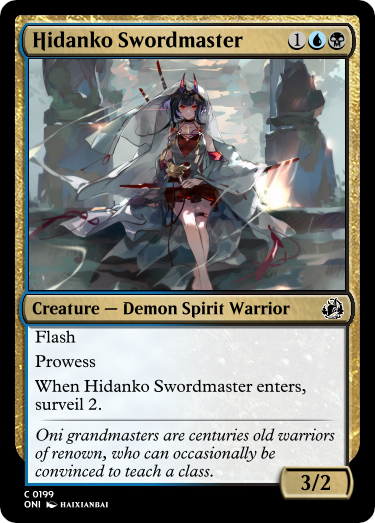 Hidanko Swordmaster 1
Creature — Demon Spirit Warrior
Flash
Prowess
When Hidanko Swordmaster enters,
surveil 2.
Oni grandmasters are centuries old warriors
of renown, who can occasionally be
convinced to teach a class.
3/2
C 0199
ONI HAIXIANBAI